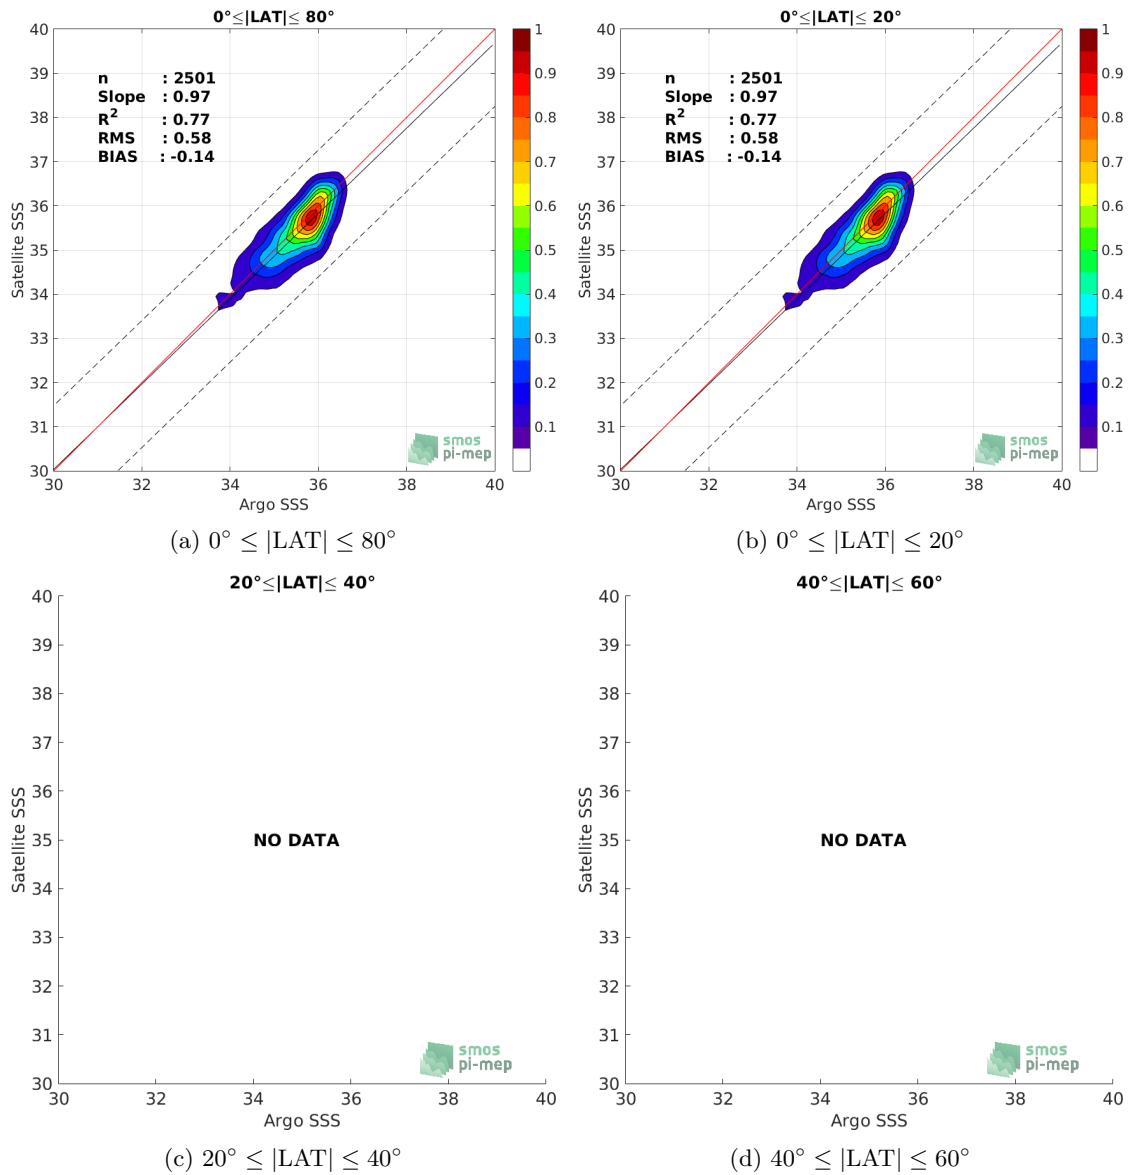 0°≤|LAT|≤ 80°
40
39
38
37
36
35
34
33
32
31
30
Satellite SSS
n : 2501
Slope : 0.97
R2 : 0.77
RMS : 0.58
BIAS : -0.14
1
0.9
0.8
0.7
0.6
0.5
0.4
0.3
0.2
0.1
smos
pi-mep
30 32 34 36 38 40
Argo SSS
(a) 0° ≤ |LAT| ≤ 80°
0°≤|LAT|≤ 20°
40
39
38
37
36
35
34
33
32
31
30
Satellite SSS
n : 2501
Slope : 0.97
R2 : 0.77
RMS : 0.58
BIAS : -0.14
1
0.9
0.8
0.7
0.6
0.5
0.4
0.3
0.2
0.1
smos
pi-mep
30 32 34 36 38 40
Argo SSS
(b) 0° ≤ |LAT| ≤ 20°
20°≤|LAT|≤ 40°
40
39
38
37
36
35
34
33
32
31
30
Satellite SSS
NO DATA
smos
pi-mep
30 32 34 36 38 40
Argo SSS
(c) 20° ≤ |LAT| ≤ 40°
40°≤|LAT|≤ 60°
40
39
38
37
36
35
34
33
32
31
30
Satellite SSS
NO DATA
smos
pi-mep
30 32 34 36 38 40
Argo SSS
(d) 40° ≤ |LAT| ≤ 60°